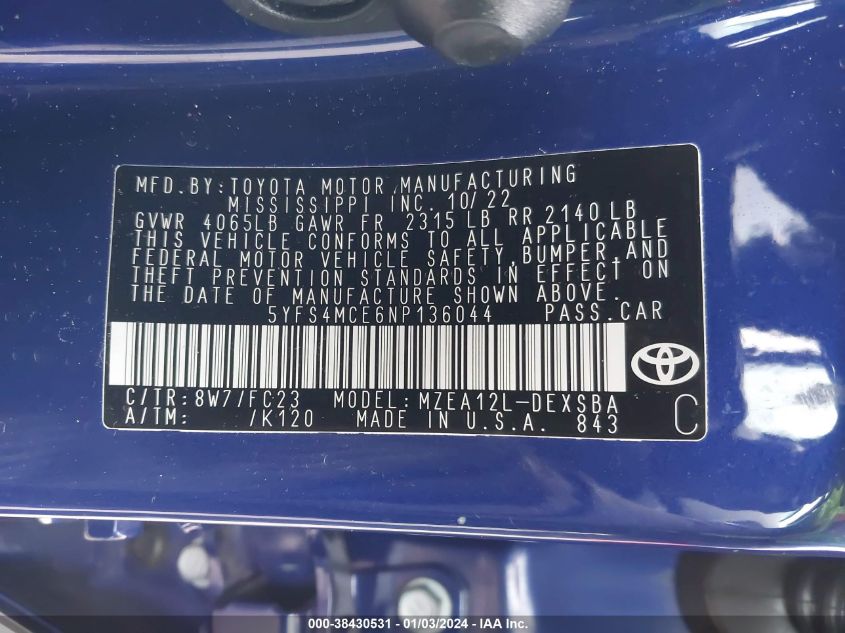 MFD.BY:TOYOTA MOTOR MANUFACTURING
MISSISSIPPI INC. 10/22
GVWR 4065LB GAWR FR 2315 LB RR 2140 LB
THIS VEHICLE CONFORMS TO ALL APPLICABLE
FEDERAL MOTOR VEHICLE SAFETY,BUMPER,AND
THEFT PREVENTION STANDARDS IN EFFECT ON
THE DATE OF MANUFACTURE SHOWN ABOVE.
5YFS4MCE6NP136044 PASS.CAR
C/TR:8W7/FC23 MODEL:MZEA12L-DEXSBA
A/TM: /K120 MADE IN U.S.A. 843
C
000-38430531 - 01/03/2024 - © IAA Inc.